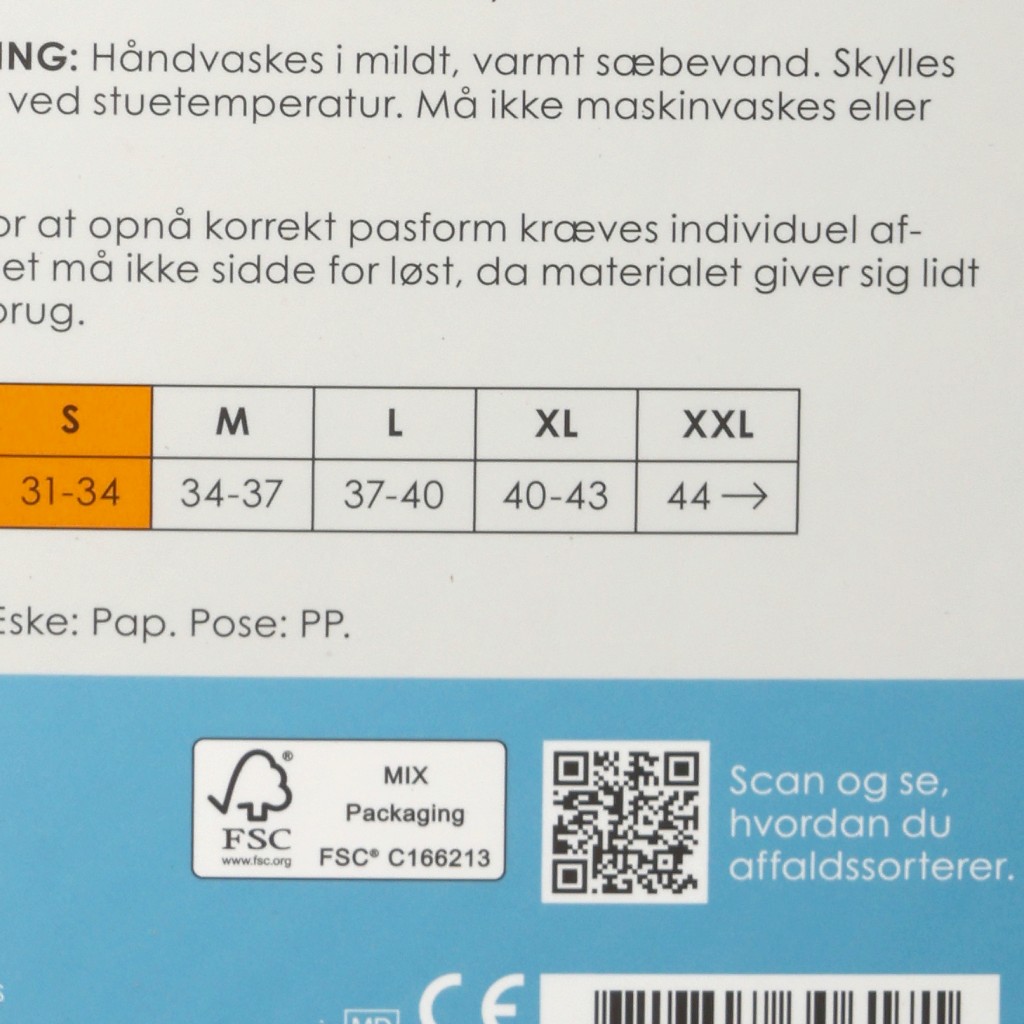 ING: Håndvaskes i mildt, varmt sæbevand. Skylles
ved stuetemperatur. Må ikke maskinvaskes eller
or at opnå korrekt pasform kræves individuel af-
et må ikke sidde for løst, da materialet giver sig lidt
brug.
S M L XL XXL
31-34 34-37 37-40 40-43 44 →
Eske: Pap. Pose: PP.
MIX
Packaging
FSC
www.fsc.org
FSC® C166213
Scan og se,
hvordan du
affaldssorterer.
MD CE